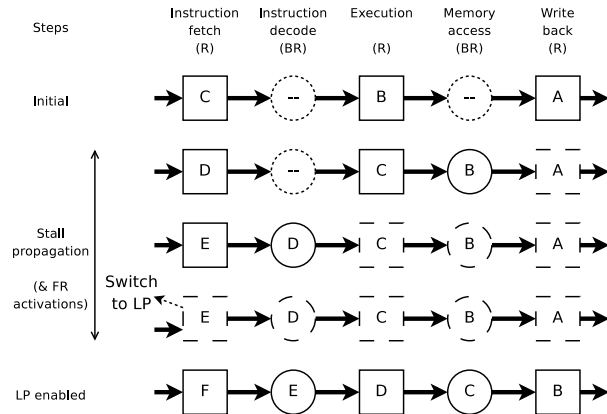 Steps
Instruction Instruction Execution Memory Write
fetch decode access back
(R) (BR) (R) (BR) (R)
Initial C -- B -- A
D -- C B A
Stall
propagation
E D C B A
(& FR
activations)
Switch
to LP
E D C B A
LP enabled F E D C B